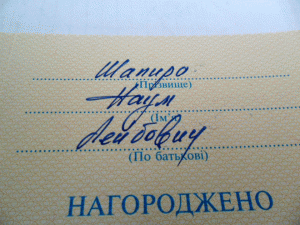 Шапиро
(Прізвище)
Наум
(Ім'я)
Лейбович
(По батькові)
НАГОРОДЖЕНО